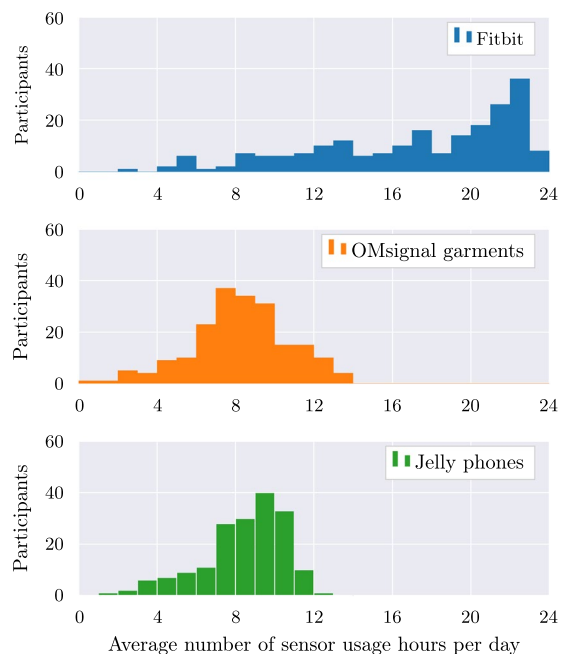 60
40
20
0
Participants
Fitbit
0 4 8 12 16 20 24
60
40
20
0
Participants
OMsignal garments
0 4 8 12 16 20 24
60
40
20
0
Participants
Jelly phones
0 4 8 12 16 20 24
Average number of sensor usage hours per day